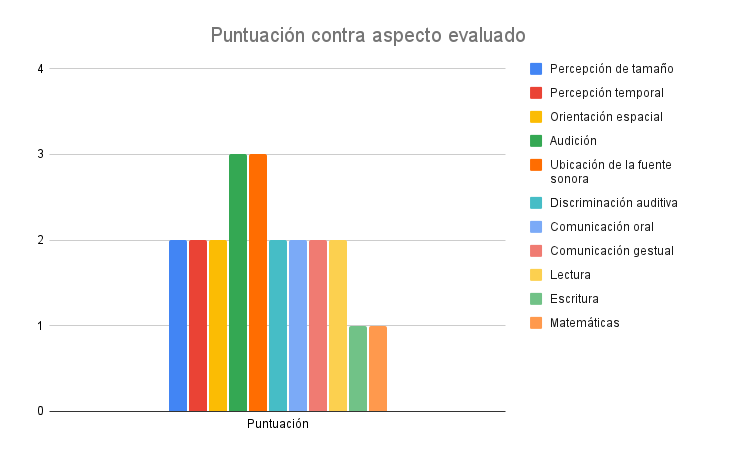 Puntuación contra aspecto evaluado
4
3
2
1
0
Puntuación
Percepción de tamaño
Percepción temporal
Orientación espacial
Audición
Ubicación de la fuente
sonora
Discriminación auditiva
Comunicación oral
Comunicación gestual
Lectura
Escritura
Matemáticas